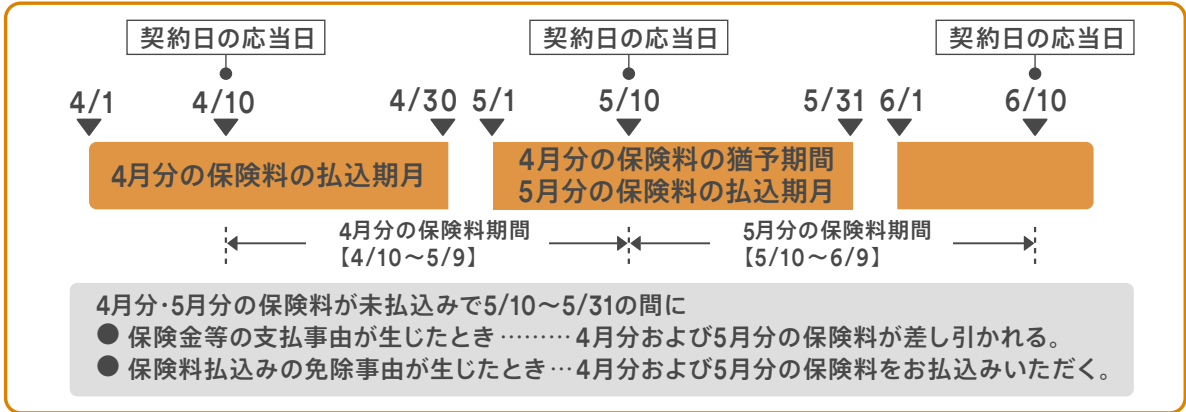 契約日の応当日 契約日の応当日 契約日の応当日
4/1 4/10 4/30 5/1 5/10 5/31 6/1 6/10
4月分の保険料の払込期月
4月分の保険料の猶予期間
5月分の保険料の払込期月
4月分の保険料期間
【4/10〜5/9】
5月分の保険料期間
【5/10〜6/9】
4月分・5月分の保険料が未払込みで5/10〜5/31の間に
● 保険金等の支払事由が生じたとき………4月分および5月分の保険料が差し引かれる。
● 保険料払込みの免除事由が生じたとき…4月分および5月分の保険料をお払込みいただく。